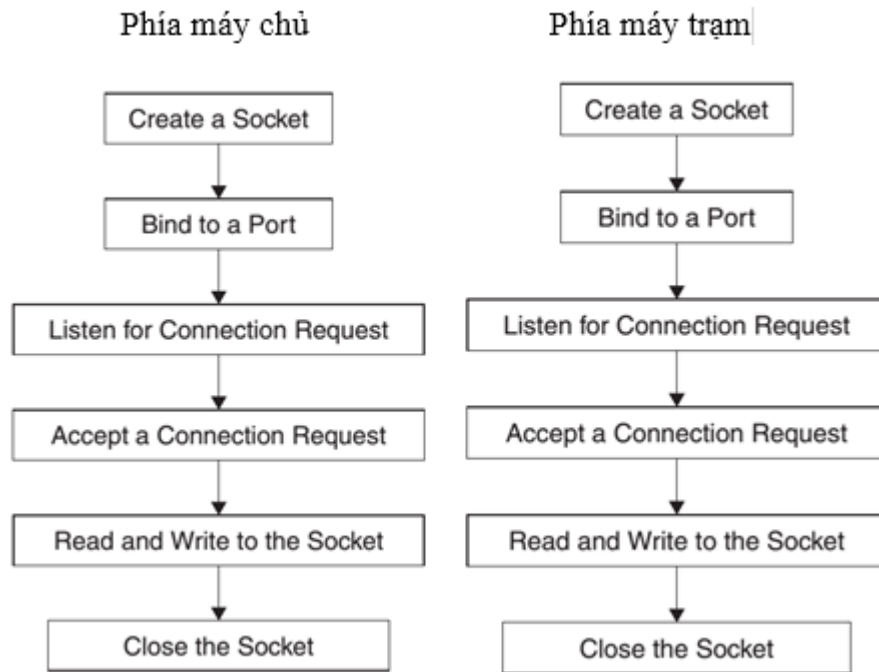 Phía máy chủ
Create a Socket
Bind to a Port
Listen for Connection Request
Accept a Connection Request
Read and Write to the Socket
Close the Socket
Phía máy trạm
Create a Socket
Bind to a Port
Listen for Connection Request
Accept a Connection Request
Read and Write to the Socket
Close the Socket